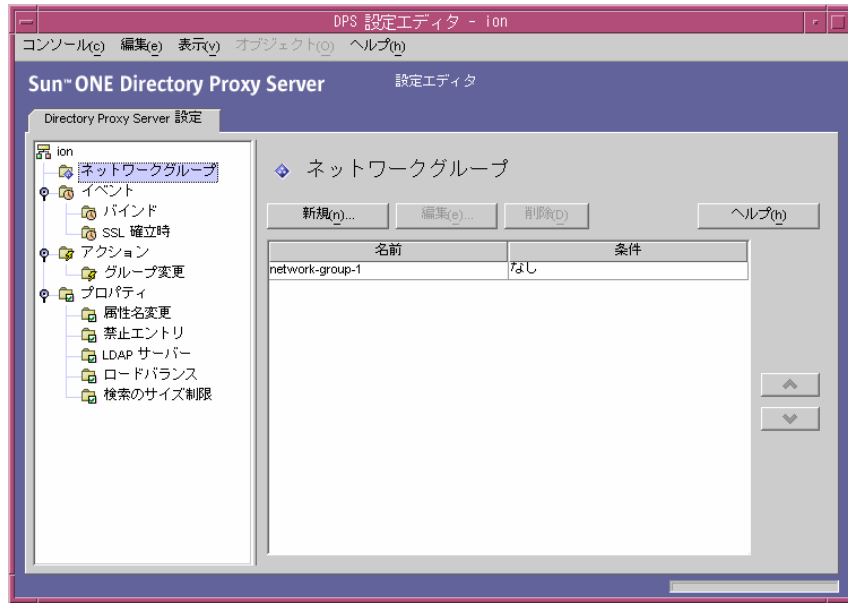 DPS 設定エディタ - ion
コンソール(c) 編集(e) 表示(v) オブジェクト(o) ヘルプ(h)
Sun™ ONE Directory Proxy Server 設定エディタ
Directory Proxy Server 設定
ion
ネットワークグループ
イベント
バインド
SSL 確立時
アクション
グループ変更
プロパティ
属性名変更
禁止エントリ
LDAP サーバー
ロードバランス
検索のサイズ制限
ネットワークグループ
新規(n)... 編集(e)... 削除(D) ヘルプ(h)
名前 条件
network-group-1 なし